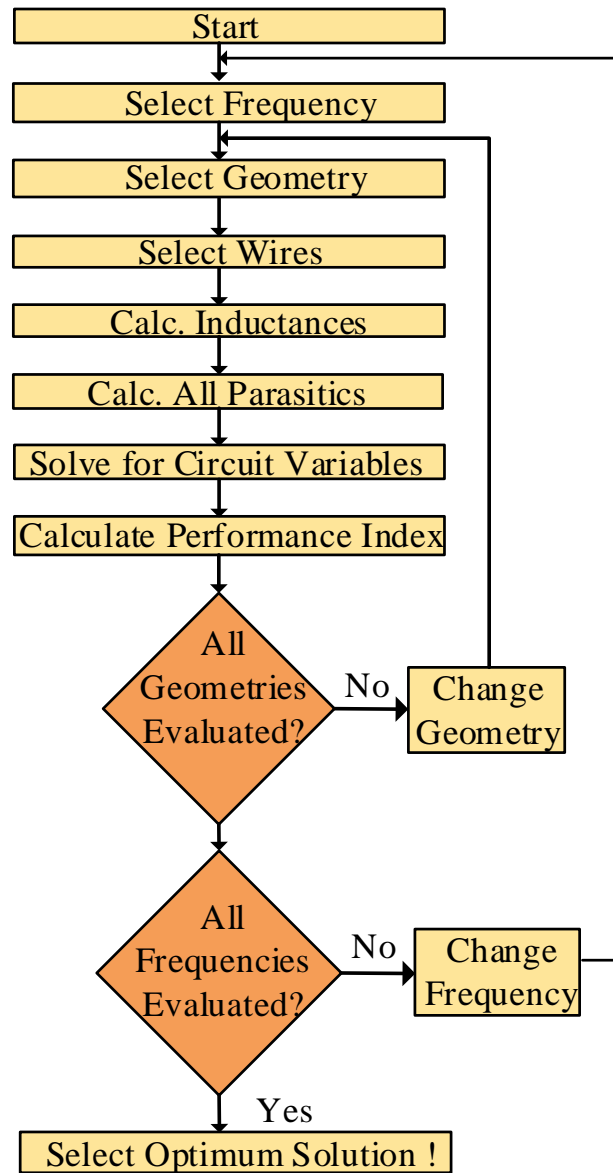 Start
Select Frequency
Select Geometry
Select Wires
Calc. Inductances
Calc. All Parasitics
Solve for Circuit Variables
Calculate Performance Index
All
Geometries
Evaluated?
No
Change
Geometry
All
Frequencies
Evaluated?
No
Change
Frequency
Yes
Select Optimum Solution !